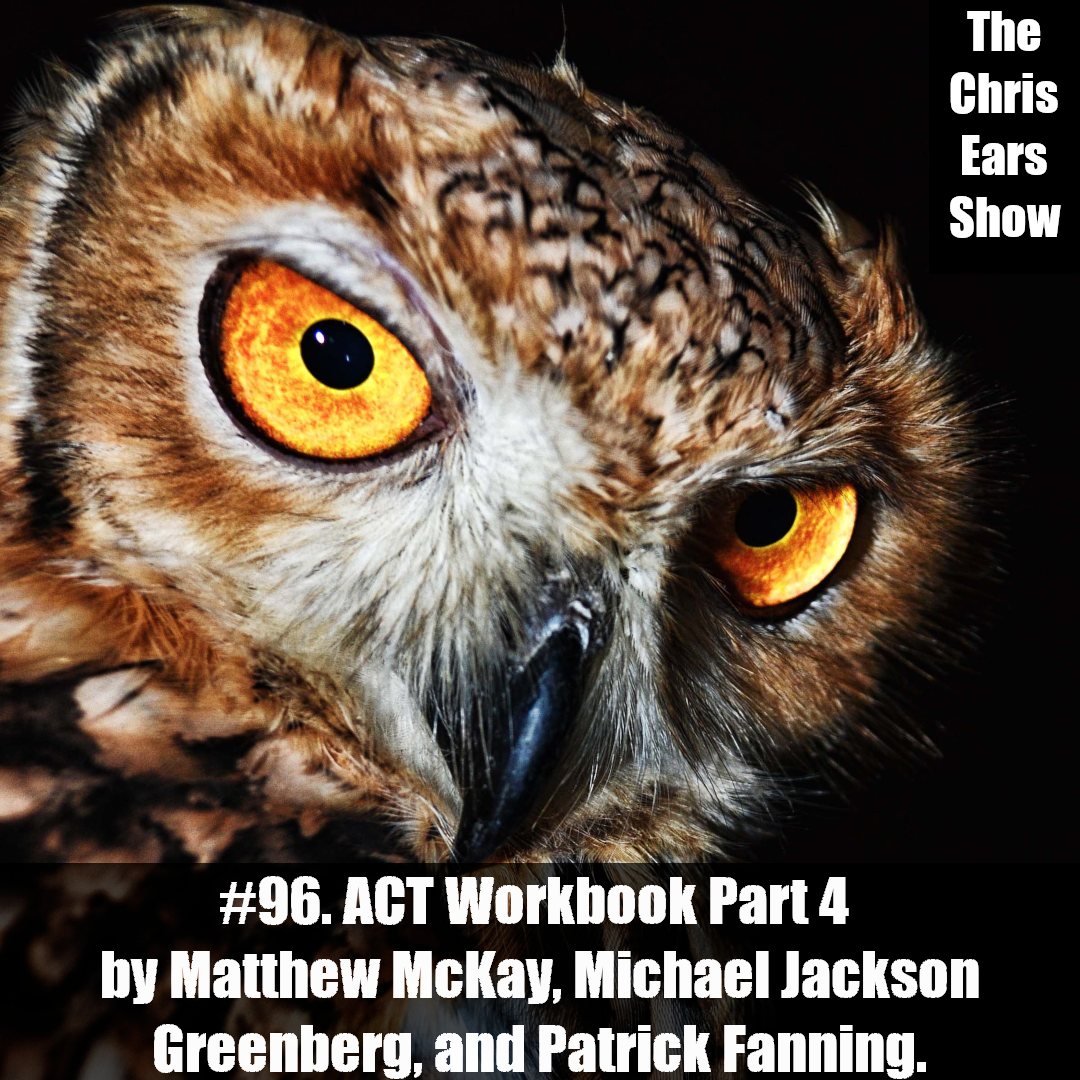 The
Chris
Ears
Show
#96. ACT Workbook Part 4
by Matthew McKay, Michael Jackson
Greenberg, and Patrick Fanning.